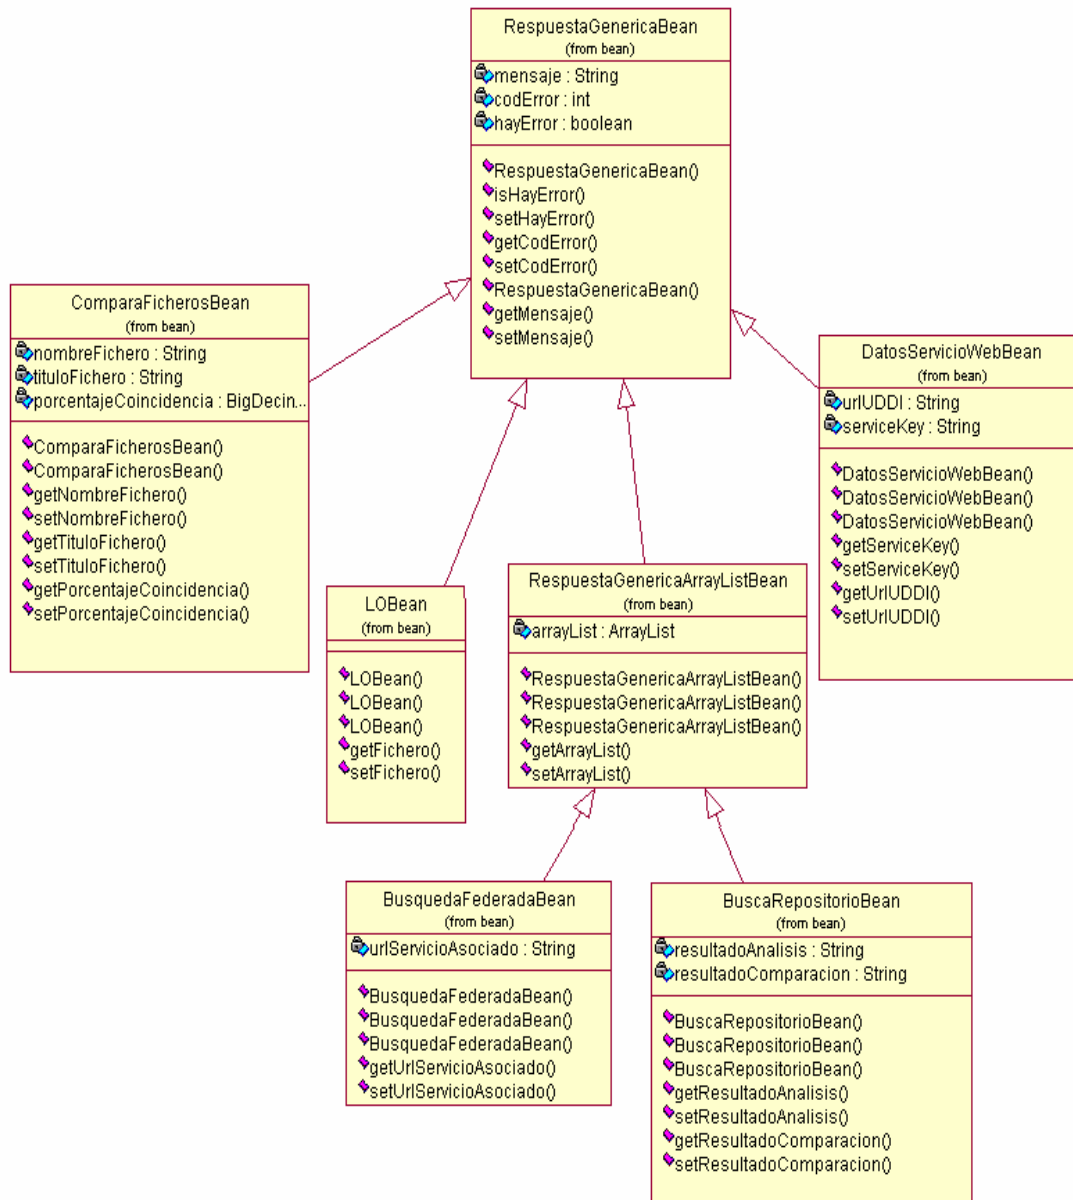 RespuestaGenericaBean
(from bean)
mensaje : String
codError : int
hayError : boolean
RespuestaGenericaBean()
isHayError()
setHayError()
getCodError()
setCodError()
RespuestaGenericaBean()
getMensaje()
setMensaje()
ComparaFicherosBean
(from bean)
nombreFichero : String
tituloFichero : String
porcentajeCoincidencia : BigDecin...
ComparaFicherosBean()
ComparaFicherosBean()
getNombreFichero()
setNombreFichero()
getTituloFichero()
setTituloFichero()
getPorcentajeCoincidencia()
setPorcentajeCoincidencia()
DatosServicioWebBean
(from bean)
urlUDDI : String
serviceKey : String
DatosServicioWebBean()
DatosServicioWebBean()
DatosServicioWebBean()
getServiceKey()
setServiceKey()
getUrlUDDI()
setUrlUDDI()
LOBean
(from bean)
LOBean()
LOBean()
LOBean()
getFichero()
setFichero()
RespuestaGenericaArrayListBean
(from bean)
arrayList : ArrayList
RespuestaGenericaArrayListBean()
RespuestaGenericaArrayListBean()
RespuestaGenericaArrayListBean()
getArrayList()
setArrayList()
BusquedaFederadaBean
(from bean)
urlServicioAsociado : String
BusquedaFederadaBean()
BusquedaFederadaBean()
BusquedaFederadaBean()
getUrlServicioAsociado()
setUrlServicioAsociado()
BuscaRepositorioBean
(from bean)
resultadoAnalisis : String
resultadoComparacion : String
BuscaRepositorioBean()
BuscaRepositorioBean()
BuscaRepositorioBean()
getResultadoAnalisis()
setResultadoAnalisis()
getResultadoComparacion()
setResultadoComparacion()